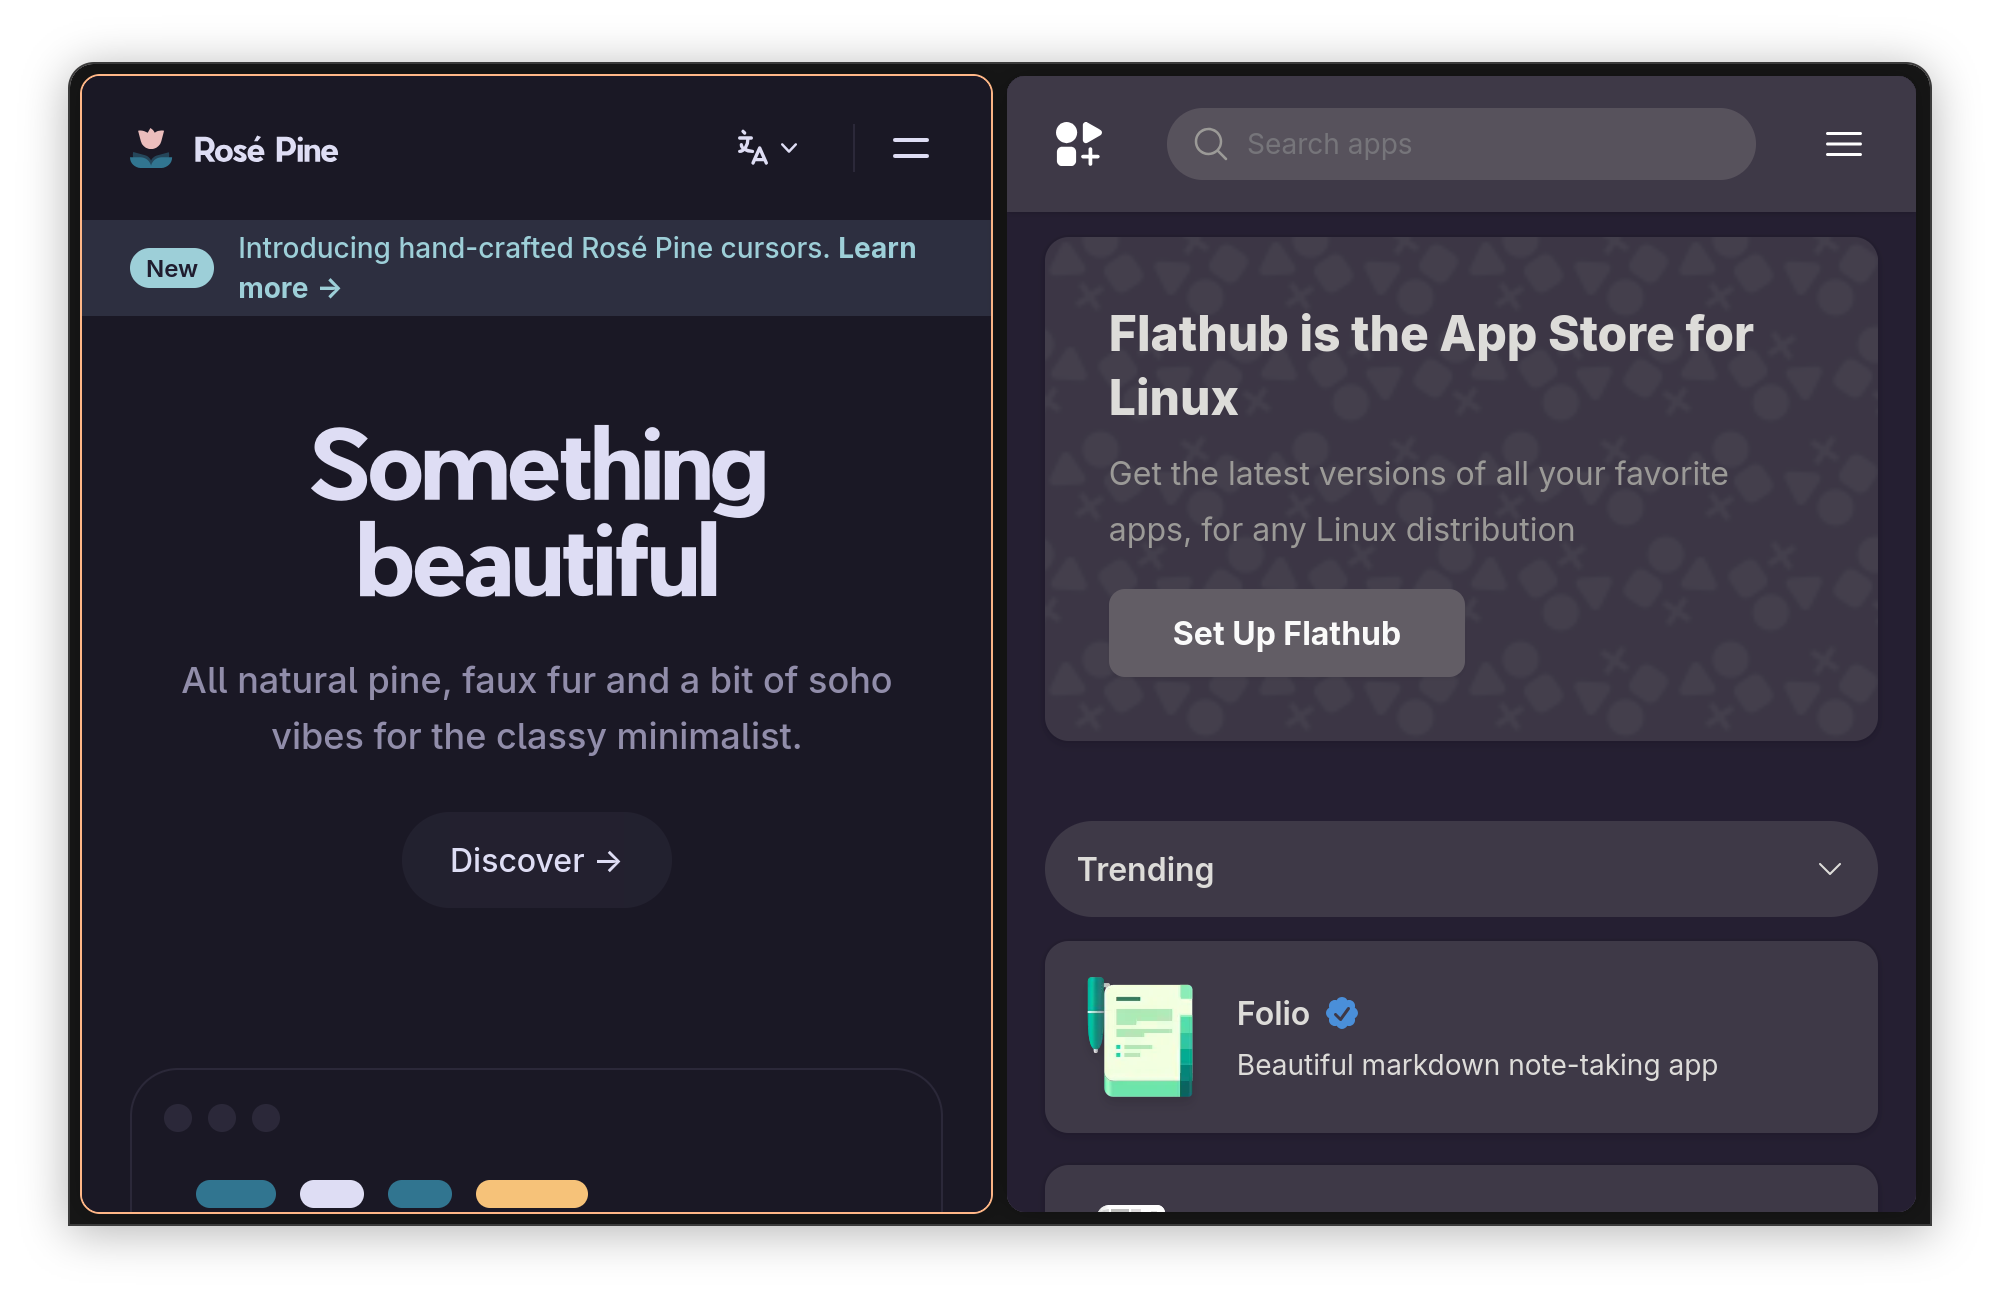 Rosé Pine
New
Introducing hand-crafted Rosé Pine cursors. Learn
more →
Something
beautiful
All natural pine, faux fur and a bit of soho
vibes for the classy minimalist.
Discover →
Search apps
Flathub is the App Store for
Linux
Get the latest versions of all your favorite
apps, for any Linux distribution
Set Up Flathub
Trending
Folio
Beautiful markdown note-taking app